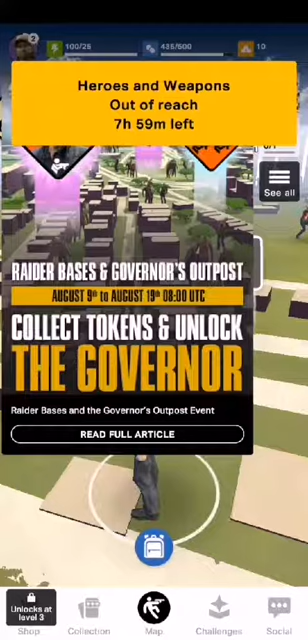 2
100/25
435/600
10
Heroes and Weapons
Out of reach
7h 59m left
0/1
See all
RAIDER BASES & GOVERNOR'S OUTPOST
AUGUST 9th to AUGUST 19th 08:00 UTC
COLLECT TOKENS & UNLOCK
THE GOVERNOR
Raider Bases and the Governor's Outpost Event
READ FULL ARTICLE
Unlocks at
level 3
Shop
Collection
Map
Challenges
Social